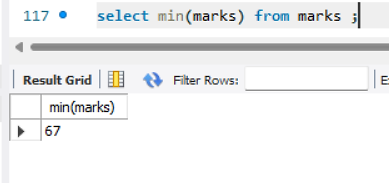 117 select min(marks) from marks ;
Result Grid Filter Rows:
min(marks)
67